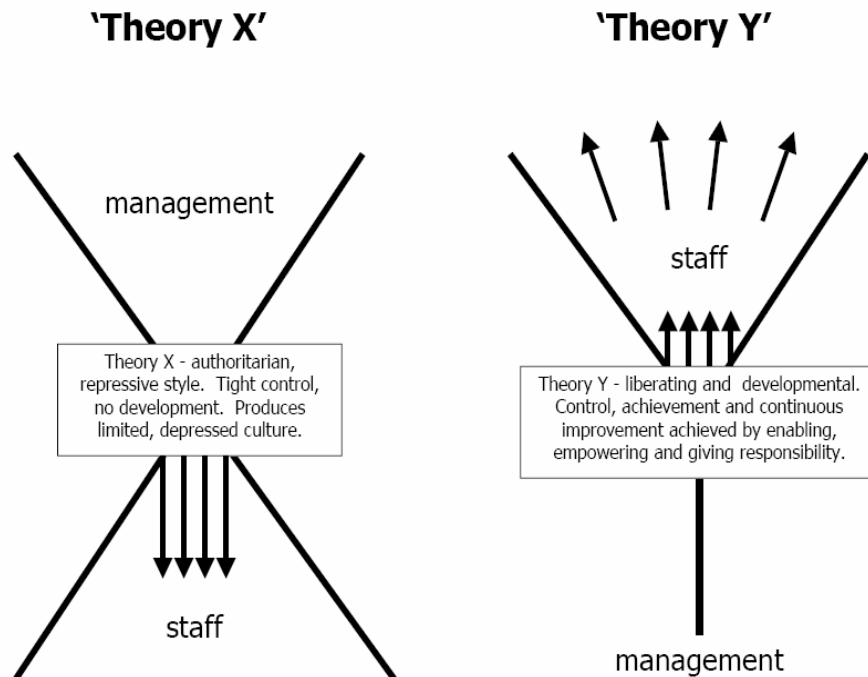 ‘Theory X’
management
Theory X - authoritarian,
repressive style. Tight control,
no development. Produces
limited, depressed culture.
staff
‘Theory Y’
staff
Theory Y - liberating and developmental.
Control, achievement and continuous
improvement achieved by enabling,
empowering and giving responsibility.
management